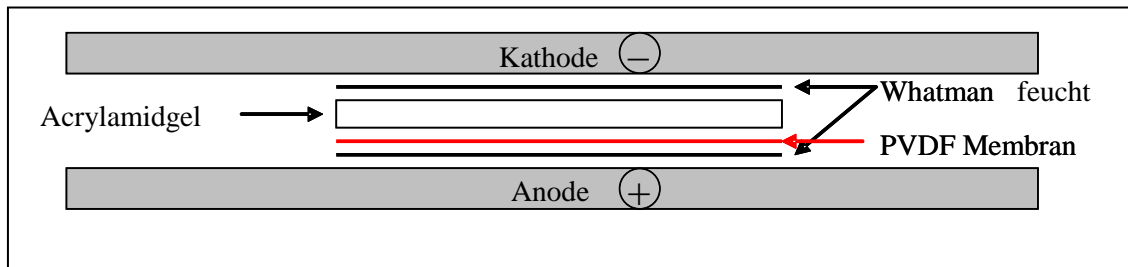 Kathode −
Whatman feucht
Acrylamidgel
PVDF Membran
Anode +